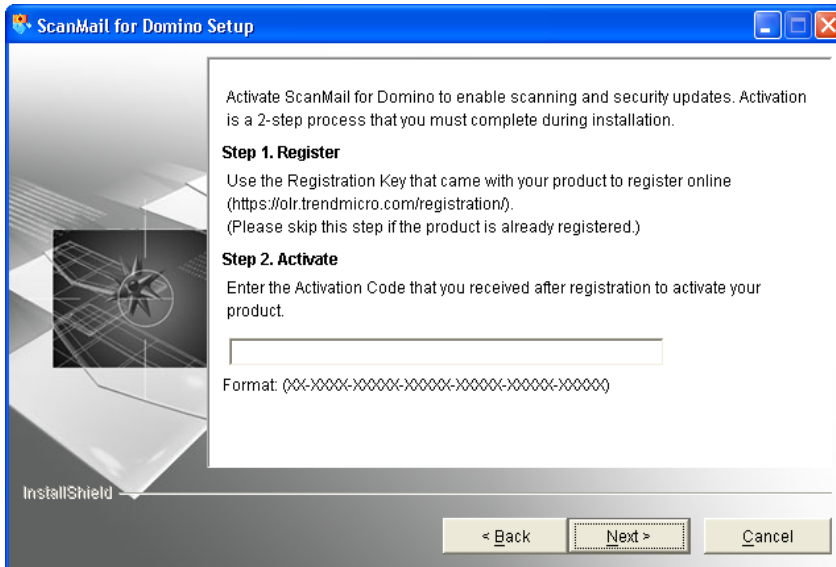 ScanMail for Domino Setup
Activate ScanMail for Domino to enable scanning and security updates. Activation
is a 2-step process that you must complete during installation.
Step 1. Register
Use the Registration Key that came with your product to register online
(https://olr.trendmicro.com/registration/).
(Please skip this step if the product is already registered.)
Step 2. Activate
Enter the Activation Code that you received after registration to activate your
product.
Format: (XX-XXXX-XXXXX-XXXXX-XXXXX-XXXXX-XXXXX)
InstallShield
< Back
Next >
Cancel